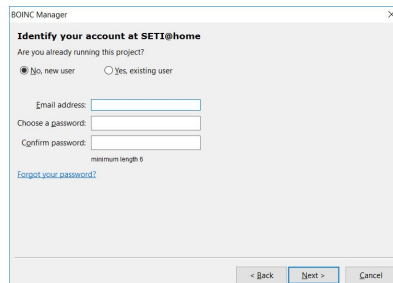 BOINC Manager
Identify your account at SETI@home
Are you already running this project?
No, new user Yes, existing user
Email address:
Choose a password:
Confirm password:
minimum length 6
Forgot your password?
< Back Next > Cancel